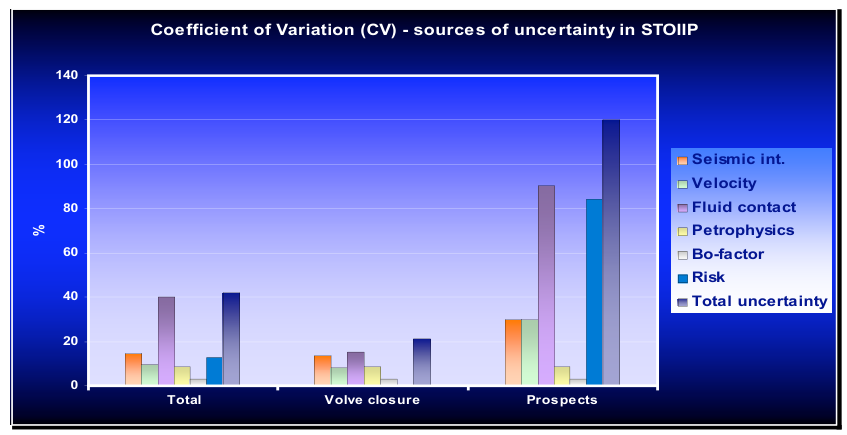 Coefficient of Variation (CV) - sources of uncertainty in STOIIP
140
120
100
80
60
40
20
0
%
Total
Volve closure
Prospects
Seismic int.
Velocity
Fluid contact
Petrophysics
Bo-factor
Risk
Total uncertainty